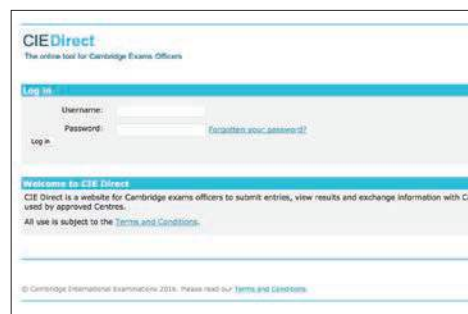 CIEDirect
The online tool for Cambridge Exams Officers
Log in
Username:
Password:
Forgotten your password?
Log in
Welcome to CIE Direct
CIE Direct is a website for Cambridge exams officers to submit entries, view results and exchange information with
used by approved Centres.
All use is subject to the Terms and Conditions.
© Cambridge International Examinations 2016. Please read our Terms and Conditions